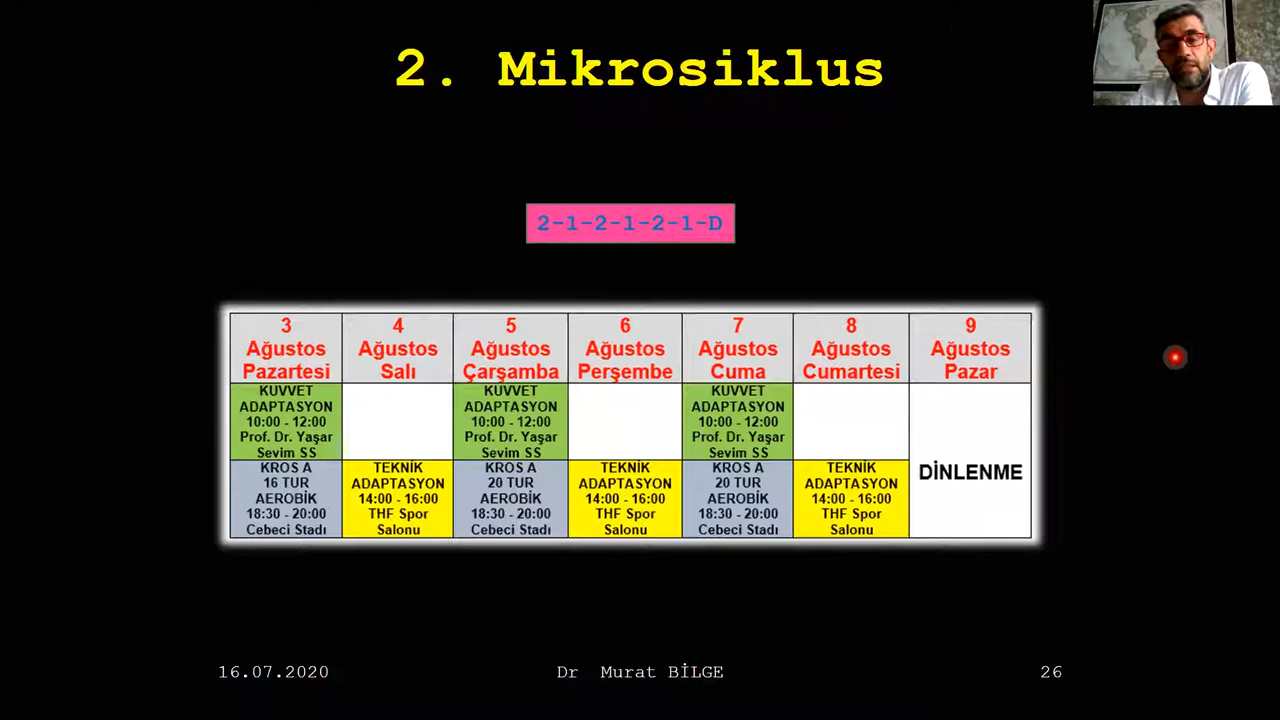 2. Mikrosiklus
2-1-2-1-2-1-D
3
Ağustos
Pazartesi
4
Ağustos
Salı
5
Ağustos
Çarşamba
6
Ağustos
Perşembe
7
Ağustos
Cuma
8
Ağustos
Cumartesi
9
Ağustos
Pazar
KUVVET
ADAPTASYON
10:00 - 12:00
Prof. Dr. Yaşar
Sevim SS
KUVVET
ADAPTASYON
10:00 - 12:00
Prof. Dr. Yaşar
Sevim SS
KUVVET
ADAPTASYON
10:00 - 12:00
Prof. Dr. Yaşar
Sevim SS
DİNLENME
KROS A
16 TUR
AEROBİK
18:30 - 20:00
Cebeci Stadı
TEKNİK
ADAPTASYON
14:00 - 16:00
THF Spor
Salonu
KROS A
20 TUR
AEROBİK
18:30 - 20:00
Cebeci Stadı
TEKNİK
ADAPTASYON
14:00 - 16:00
THF Spor
Salonu
KROS A
20 TUR
AEROBİK
18:30 - 20:00
Cebeci Stadı
TEKNİK
ADAPTASYON
14:00 - 16:00
THF Spor
Salonu
16.07.2020
Dr Murat BİLGE
26